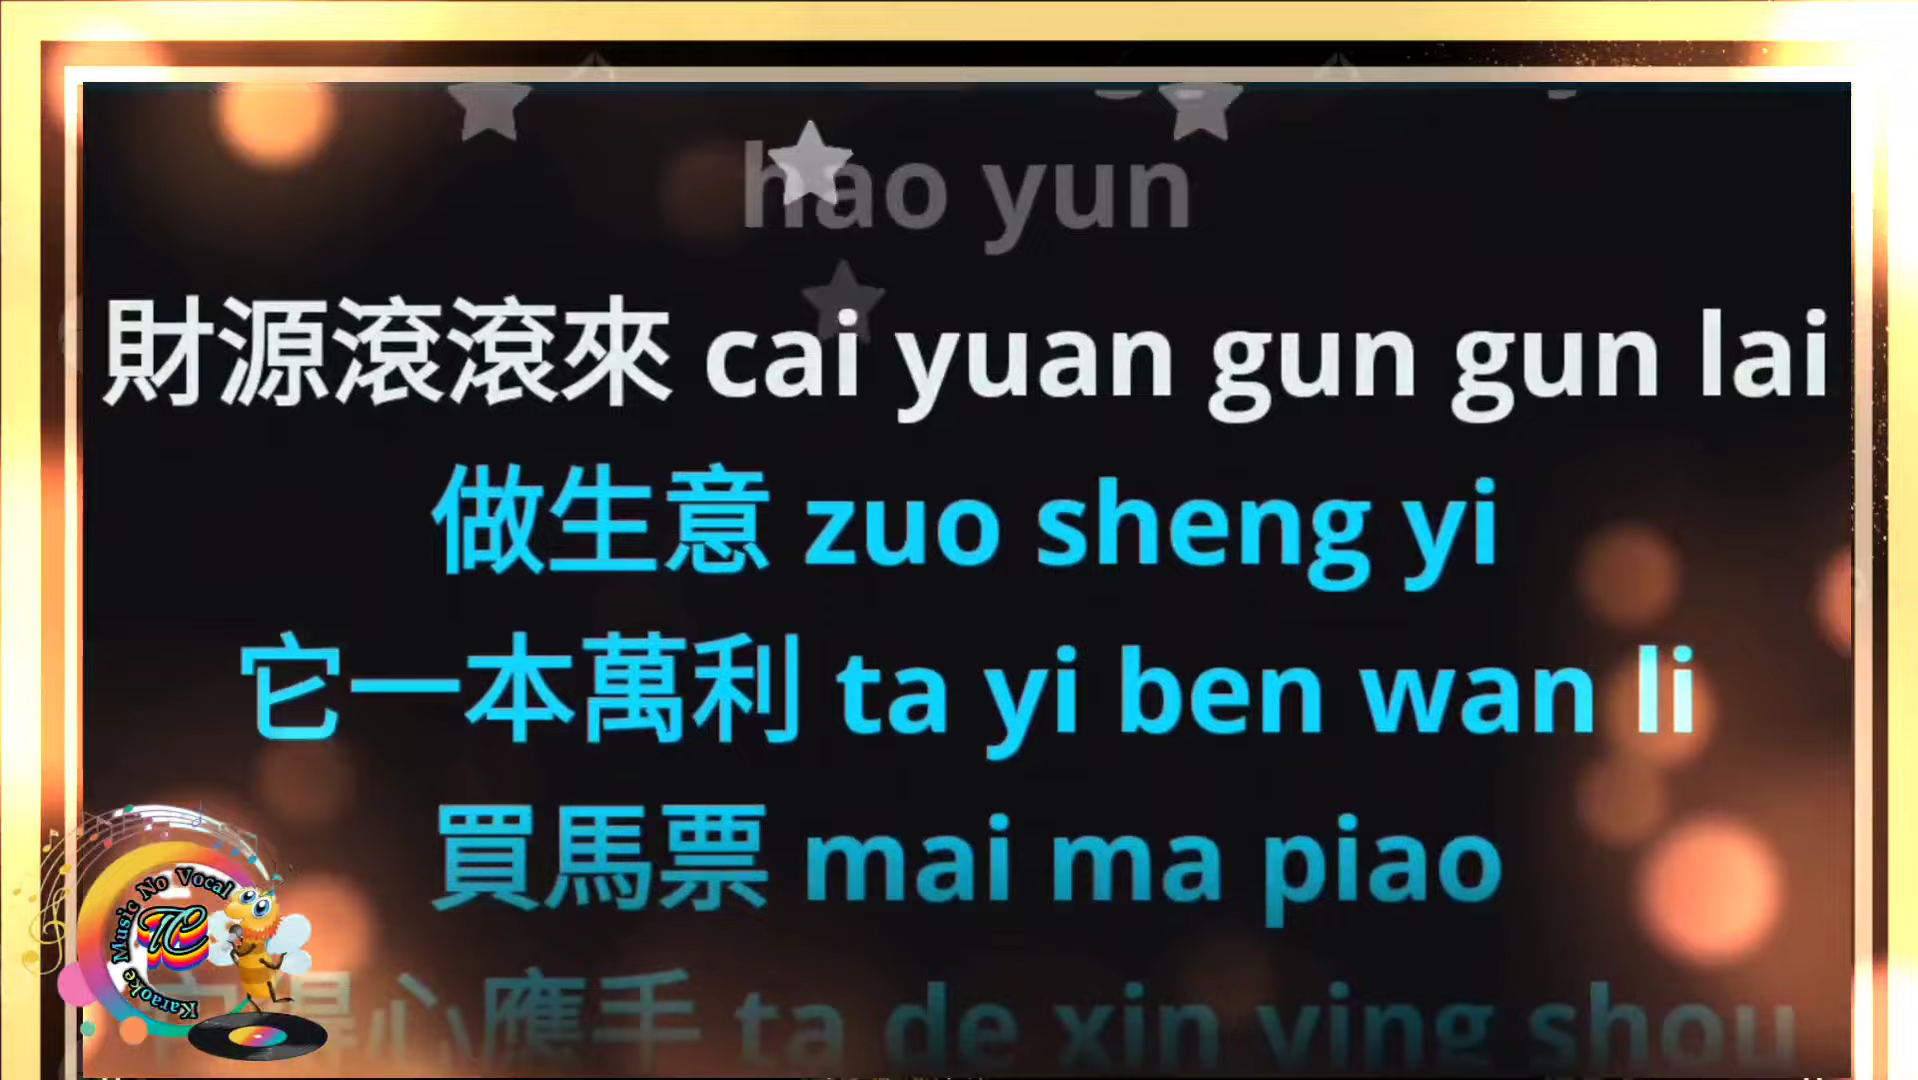 hao yun
財源滾滾來 cai yuan gun gun lai
做生意 zuo sheng yi
它一本萬利 ta yi ben wan li
買馬票 mai ma piao
它得心應手 ta de xin ying shou
Karaoke Music No Vocal
TC